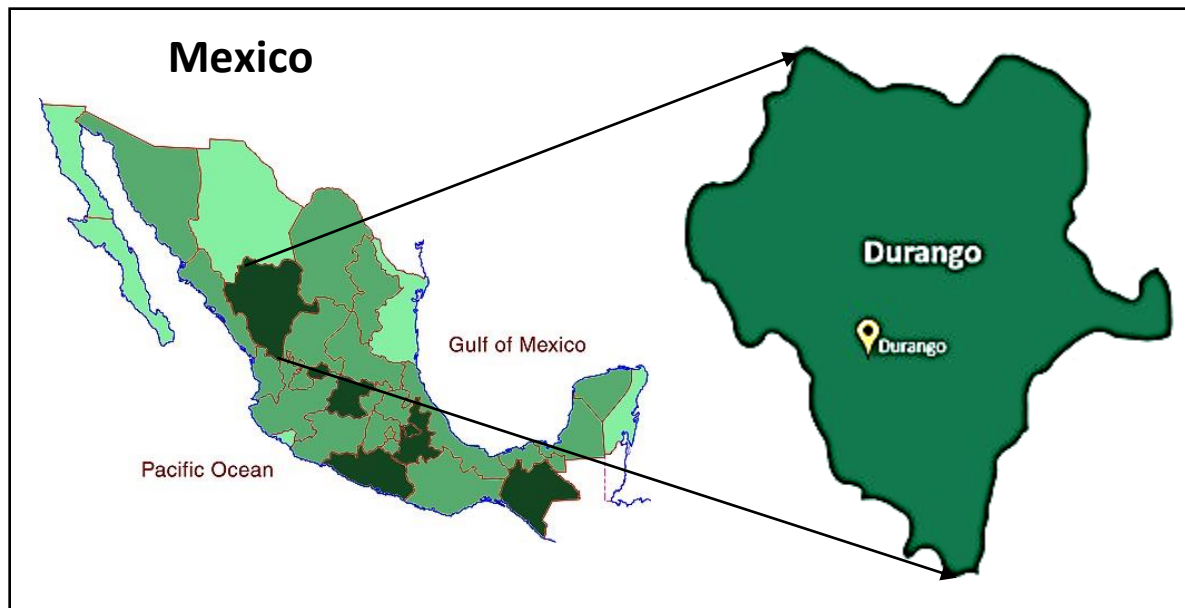 Mexico
Gulf of Mexico
Pacific Ocean
Durango
Durango